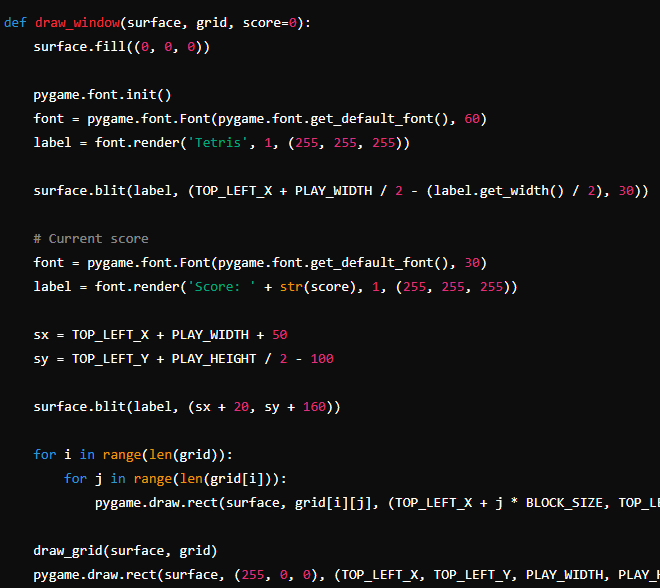 def draw_window(surface, grid, score=0):
    surface.fill((0, 0, 0))

    pygame.font.init()
    font = pygame.font.Font(pygame.font.get_default_font(), 60)
    label = font.render('Tetris', 1, (255, 255, 255))

    surface.blit(label, (TOP_LEFT_X + PLAY_WIDTH / 2 - (label.get_width() / 2), 30))

    # Current score
    font = pygame.font.Font(pygame.font.get_default_font(), 30)
    label = font.render('Score: ' + str(score), 1, (255, 255, 255))

    sx = TOP_LEFT_X + PLAY_WIDTH + 50
    sy = TOP_LEFT_Y + PLAY_HEIGHT / 2 - 100

    surface.blit(label, (sx + 20, sy + 160))

    for i in range(len(grid)):
        for j in range(len(grid[i])):
            pygame.draw.rect(surface, grid[i][j], (TOP_LEFT_X + j * BLOCK_SIZE,

    draw_grid(surface, grid)
    pygame.draw.rect(surface, (255, 0, 0), (TOP_LEFT_X, TOP_LEFT_Y, PLAY_WIDTH,